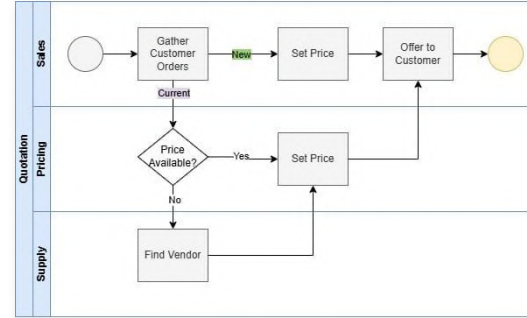 Quotation
Sales
Gather
Customer
Orders
New
Set Price
Offer to
Customer
Current
Pricing
Price
Available?
Yes
Set Price
No
Supply
Find Vendor